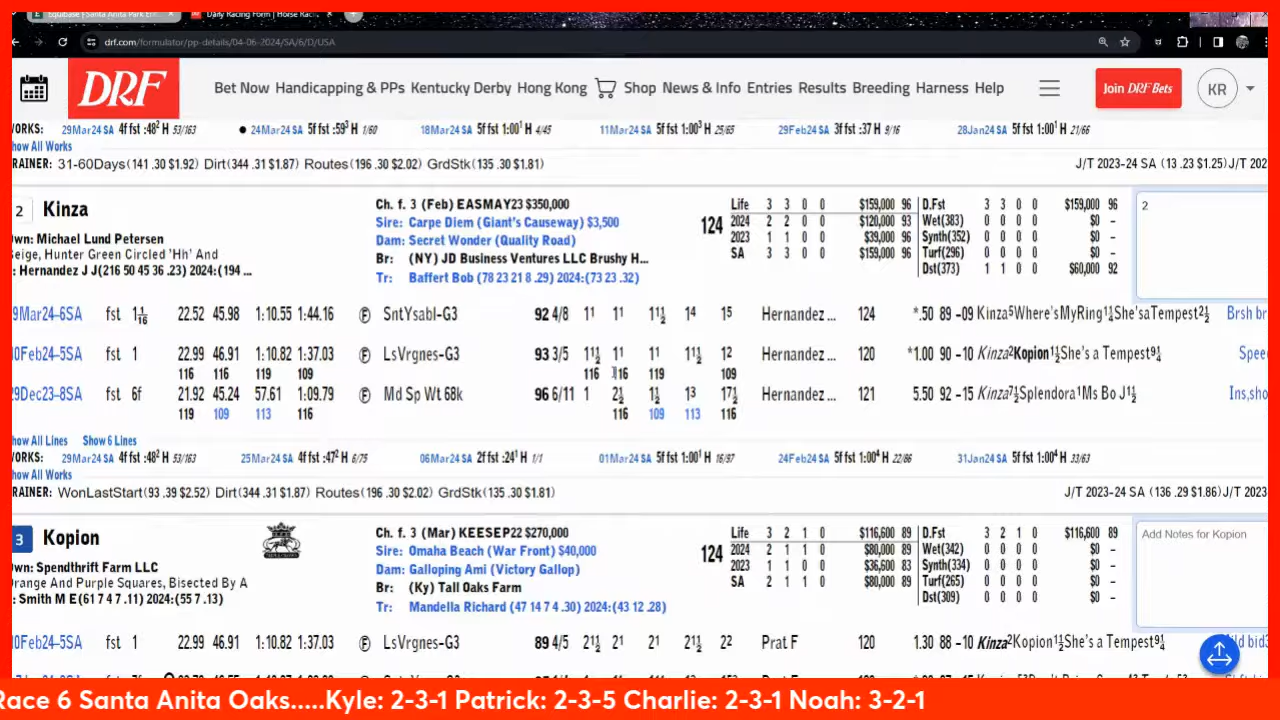 Equibase | Santa Anita Park En Daily Racing Form | Horse Rac
drf.com/formulator/pp-details/04-06-2024/SA/6/D/USA
DRF Bet Now Handicapping & PPs Kentucky Derby Hong Kong Shop News & Info Entries Results Breeding Harness Help Join DRF Bets KR
WORKS: 29Mar24 SA 4f fst :48² H 53/163 ● 24Mar24 SA 5f fst :59³ H 1/60 18Mar24 SA 5f fst 1:00¹ H 4/45 11Mar24 SA 5f fst 1:00³ H 25/65 29Feb24 SA 3f fst :37 H 9/16 28Jan24 SA 5f fst 1:00¹ H 21/66
how All Works
RAINER: 31-60Days(141 .30 $1.92) Dirt(344 .31 $1.87) Routes(196 .30 $2.02) GrdStk(135 .30 $1.81) J/T 2023-24 SA (13 .23 $1.25) J/T 202
2 Kinza
Own: Michael Lund Petersen
Beige, Hunter Green Circled 'Hh' And
: Hernandez J J(216 50 45 36 .23) 2024:(194 ...
Ch. f. 3 (Feb) EASMAY23 $350,000
Sire: Carpe Diem (Giant's Causeway) $3,500
Dam: Secret Wonder (Quality Road)
Br: (NY) JD Business Ventures LLC Brushy H...
Tr: Baffert Bob (78 23 21 8 .29) 2024:(73 23 .32)
124
Life 3 3 0 0 $159,000 96 D.Fst 3 3 0 0 $159,000 96
2024 2 2 0 0 $120,000 93 Wet(383) 0 0 0 0 $0 -
2023 1 1 0 0 $39,000 96 Synth(352) 0 0 0 0 $0 -
SA 3 3 0 0 $159,000 96 Turf(296) 0 0 0 0 $0 -
Dst(373) 1 1 0 0 $60,000 92
2
9Mar24-6SA fst 1 1/16 22.52 45.98 1:10.55 1:44.16 Ⓕ SntYsabl-G3 92 4/8 1¹ 1¹ 1¹½ 1⁴ 1⁵ Hernandez ... 124 *.50 89 -09 Kinza⁵Where'sMyRing¹¼She'saTempest²½ Brsh br
0Feb24-5SA fst 1 22.99 46.91 1:10.82 1:37.03 Ⓕ LsVrgnes-G3 93 3/5 1¹½ 1¹ 1¹ 1¹½ 1² Hernandez ... 120 *1.00 90 -10 Kinza²Kopion¹½She's a Tempest⁹¼ Spee
116 116 119 109 116 116 119 109
29Dec23-8SA fst 6f 21.92 45.24 57.61 1:09.79 Ⓕ Md Sp Wt 68k 96 6/11 1 2½ 1½ 1³ 1⁷½ Hernandez ... 121 5.50 92 -15 Kinza⁷½Splendora¹Ms Bo J¹½ Ins,sho
119 109 113 116 116 109 113 116
how All Lines Show 6 Lines
WORKS: 29Mar24 SA 4f fst :48² H 53/163 25Mar24 SA 4f fst :47² H 6/75 06Mar24 SA 2f fst :24¹ H 1/1 01Mar24 SA 5f fst 1:00¹ H 16/97 24Feb24 SA 5f fst 1:00⁴ H 22/86 31Jan24 SA 5f fst 1:00⁴ H 33/63
how All Works
RAINER: WonLastStart(93 .39 $2.52) Dirt(344 .31 $1.87) Routes(196 .30 $2.02) GrdStk(135 .30 $1.81) J/T 2023-24 SA (136 .29 $1.86) J/T 2023
3 Kopion
Own: Spendthrift Farm LLC
Orange And Purple Squares, Bisected By A
: Smith M E(61 7 4 7 .11) 2024:(55 7 .13)
Ch. f. 3 (Mar) KEESEP22 $270,000
Sire: Omaha Beach (War Front) $40,000
Dam: Galloping Ami (Victory Gallop)
Br: (Ky) Tall Oaks Farm
Tr: Mandella Richard (47 14 7 4 .30) 2024:(43 12 .28)
124
Life 3 2 1 0 $116,600 89 D.Fst 3 2 1 0 $116,600 89
2024 2 1 1 0 $80,000 89 Wet(342) 0 0 0 0 $0 -
2023 1 1 0 0 $36,600 83 Synth(334) 0 0 0 0 $0 -
SA 2 1 1 0 $80,000 89 Turf(265) 0 0 0 0 $0 -
Dst(309) 0 0 0 0 $0 -
Add Notes for Kopion
0Feb24-5SA fst 1 22.99 46.91 1:10.82 1:37.03 Ⓕ LsVrgnes-G3 89 4/5 2¹½ 2¹ 2¹ 2¹½ 2² Prat F 120 1.30 88 -10 Kinza²Kopion¹½She's a Tempest⁹¼ ild bid3
Race 6 Santa Anita Oaks.....Kyle: 2-3-1 Patrick: 2-3-5 Charlie: 2-3-1 Noah: 3-2-1